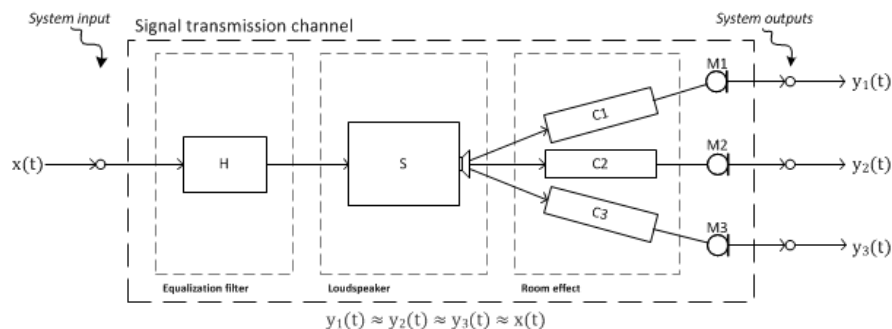 System input
System outputs
Signal transmission channel
M1
y₁(t)
C1
M2
x(t)
H
S
C2
y₂(t)
C3
M3
y₃(t)
Equalization filter
Loudspeaker
Room effect
y₁(t) ≈ y₂(t) ≈ y₃(t) ≈ x(t)